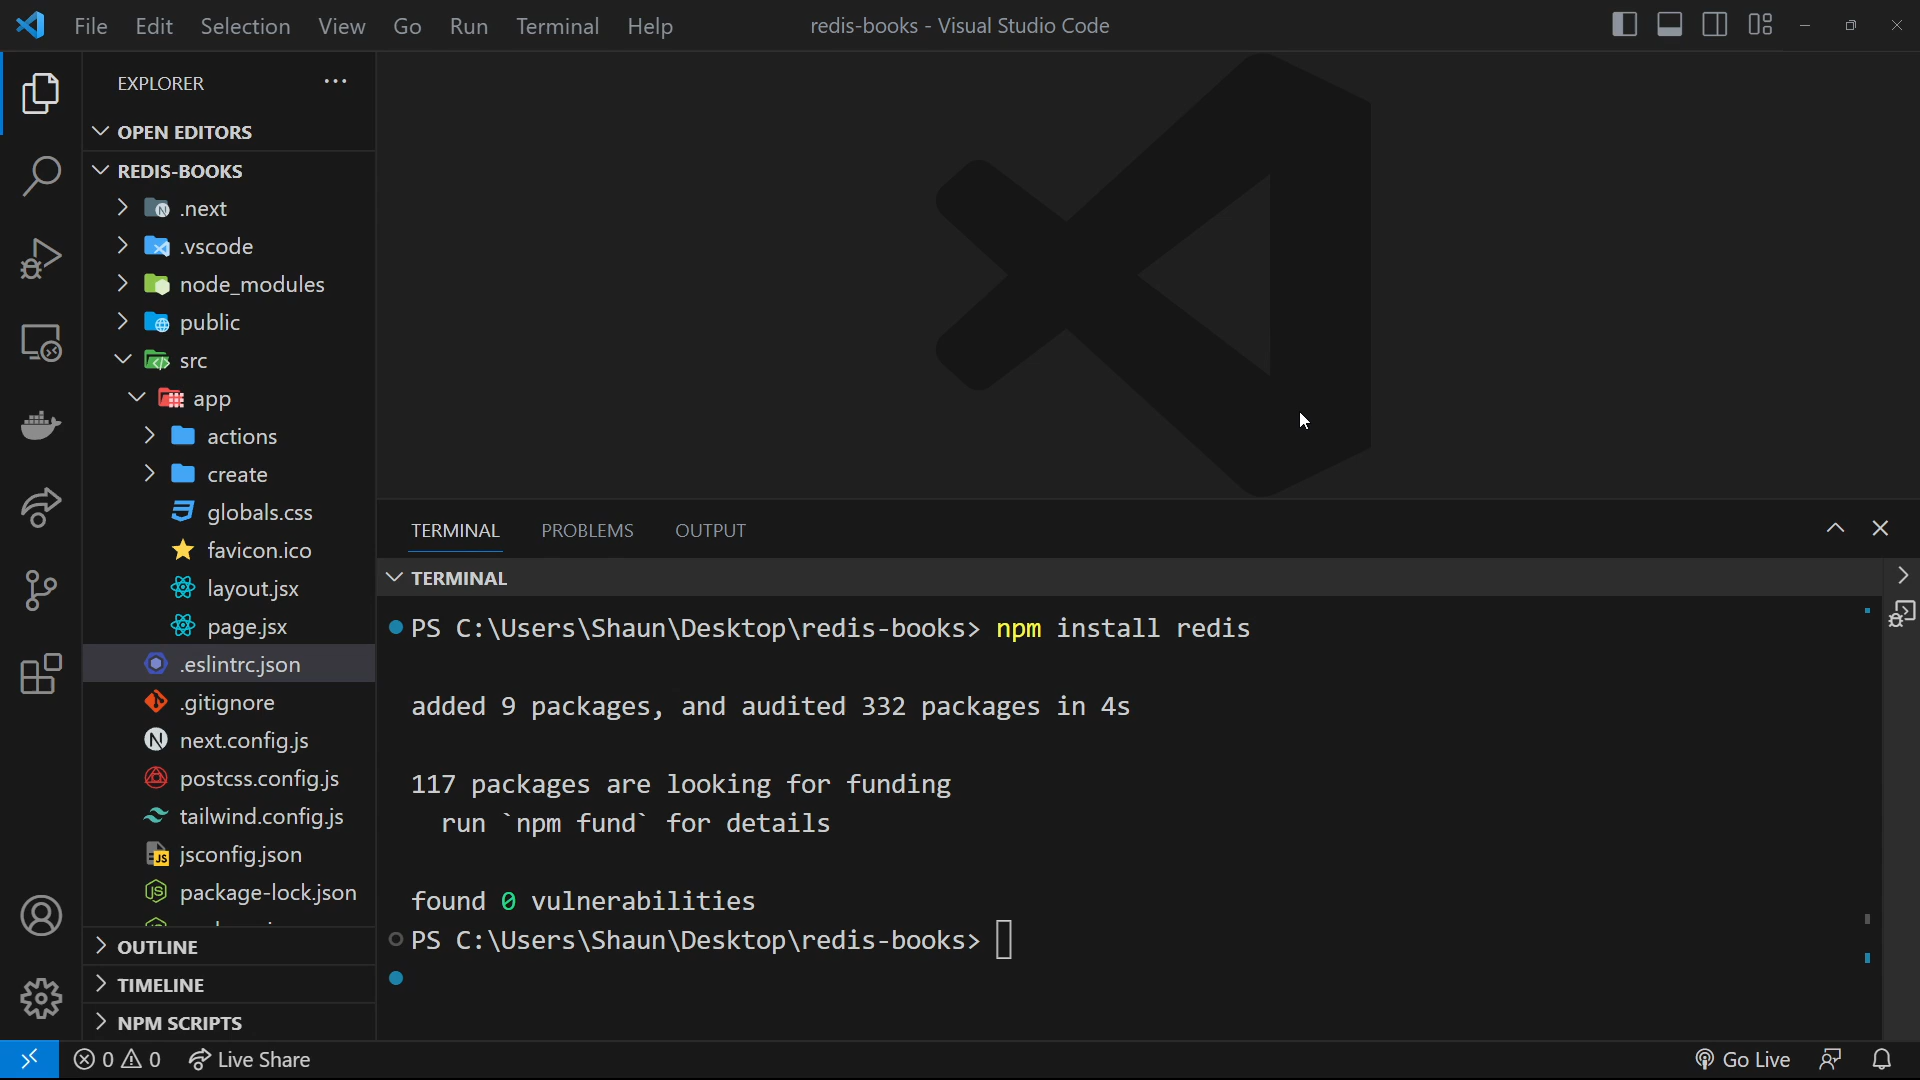 File Edit Selection View Go Run Terminal Help
redis-books - Visual Studio Code
EXPLORER
OPEN EDITORS
REDIS-BOOKS
.next
.vscode
node_modules
public
src
app
actions
create
globals.css
favicon.ico
layout.jsx
page.jsx
.eslintrc.json
.gitignore
next.config.js
postcss.config.js
tailwind.config.js
jsconfig.json
package-lock.json
OUTLINE
TIMELINE
NPM SCRIPTS
TERMINAL PROBLEMS OUTPUT
TERMINAL
PS C:\Users\Shaun\Desktop\redis-books> npm install redis
added 9 packages, and audited 332 packages in 4s
117 packages are looking for funding
run `npm fund` for details
found 0 vulnerabilities
PS C:\Users\Shaun\Desktop\redis-books>
0 0 Live Share
Go Live